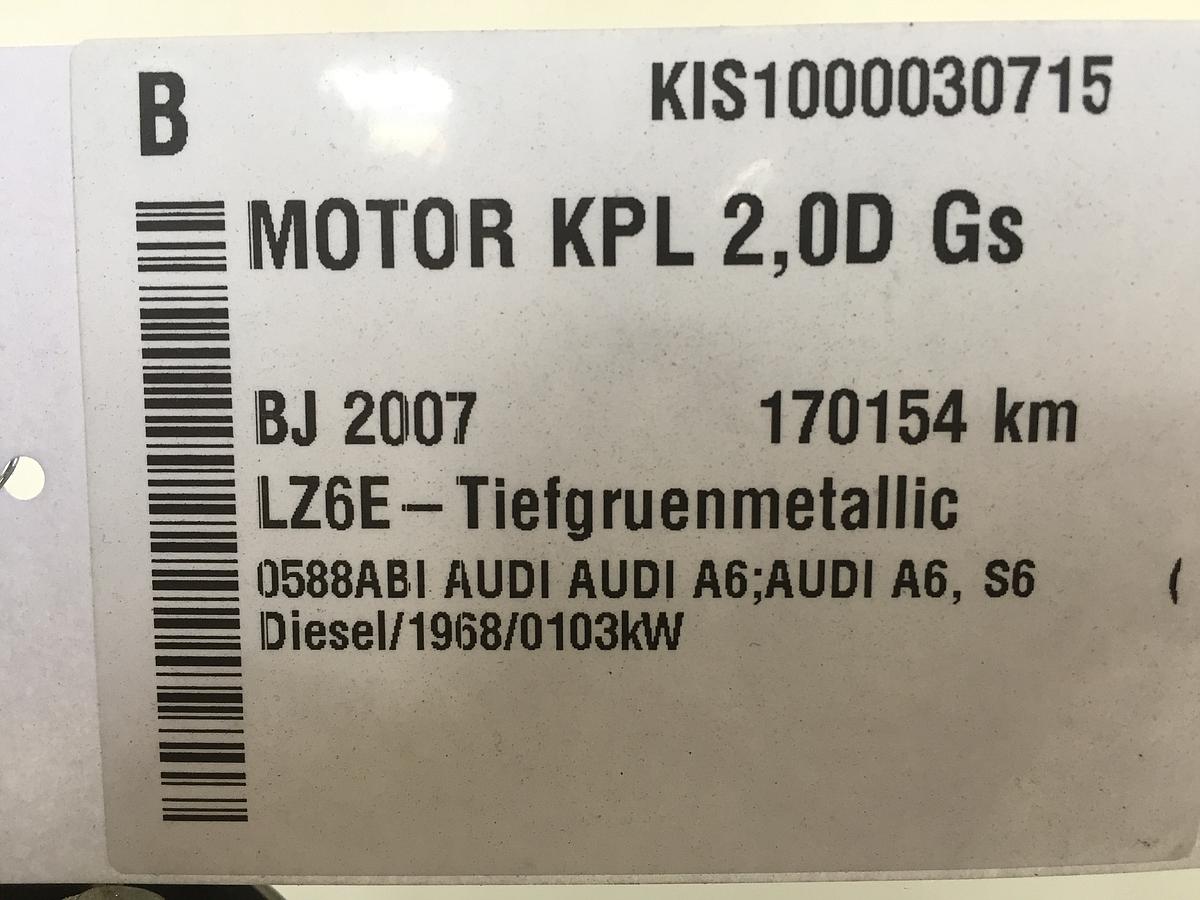 B
KIS1000030715
MOTOR KPL 2,0D Gs
BJ 2007 170154 km
LZ6E – Tiefgruenmetallic
0588ABI AUDI AUDI A6;AUDI A6, S6 (
Diesel/1968/0103kW